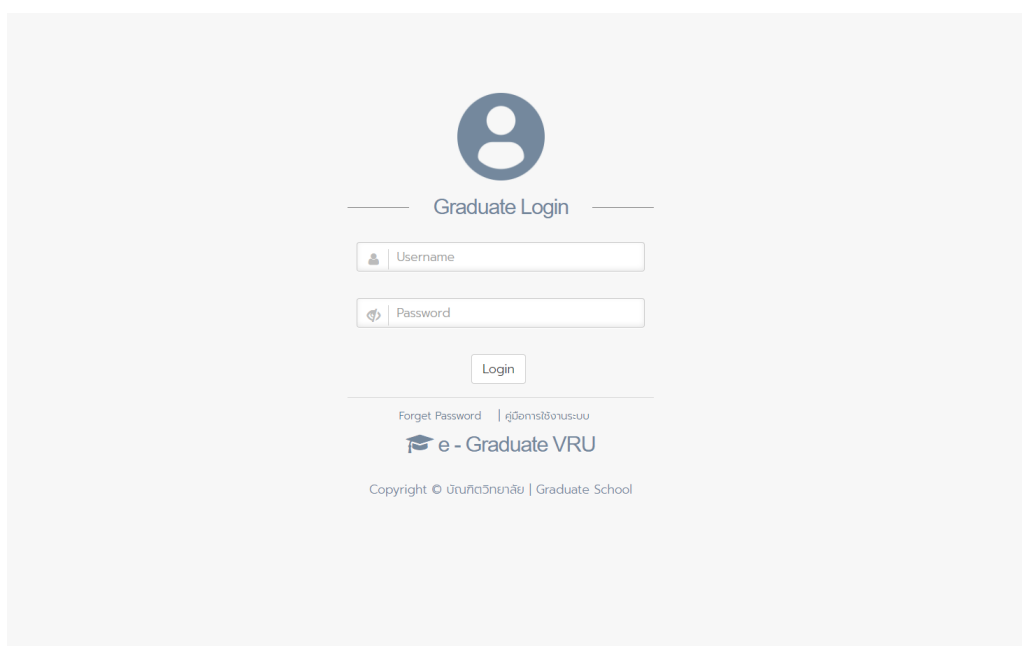 Graduate Login
Username
Password
Login
Forget Password | คู่มือการใช้งานระบบ
e - Graduate VRU
Copyright © บัณฑิตวิทยาลัย | Graduate School